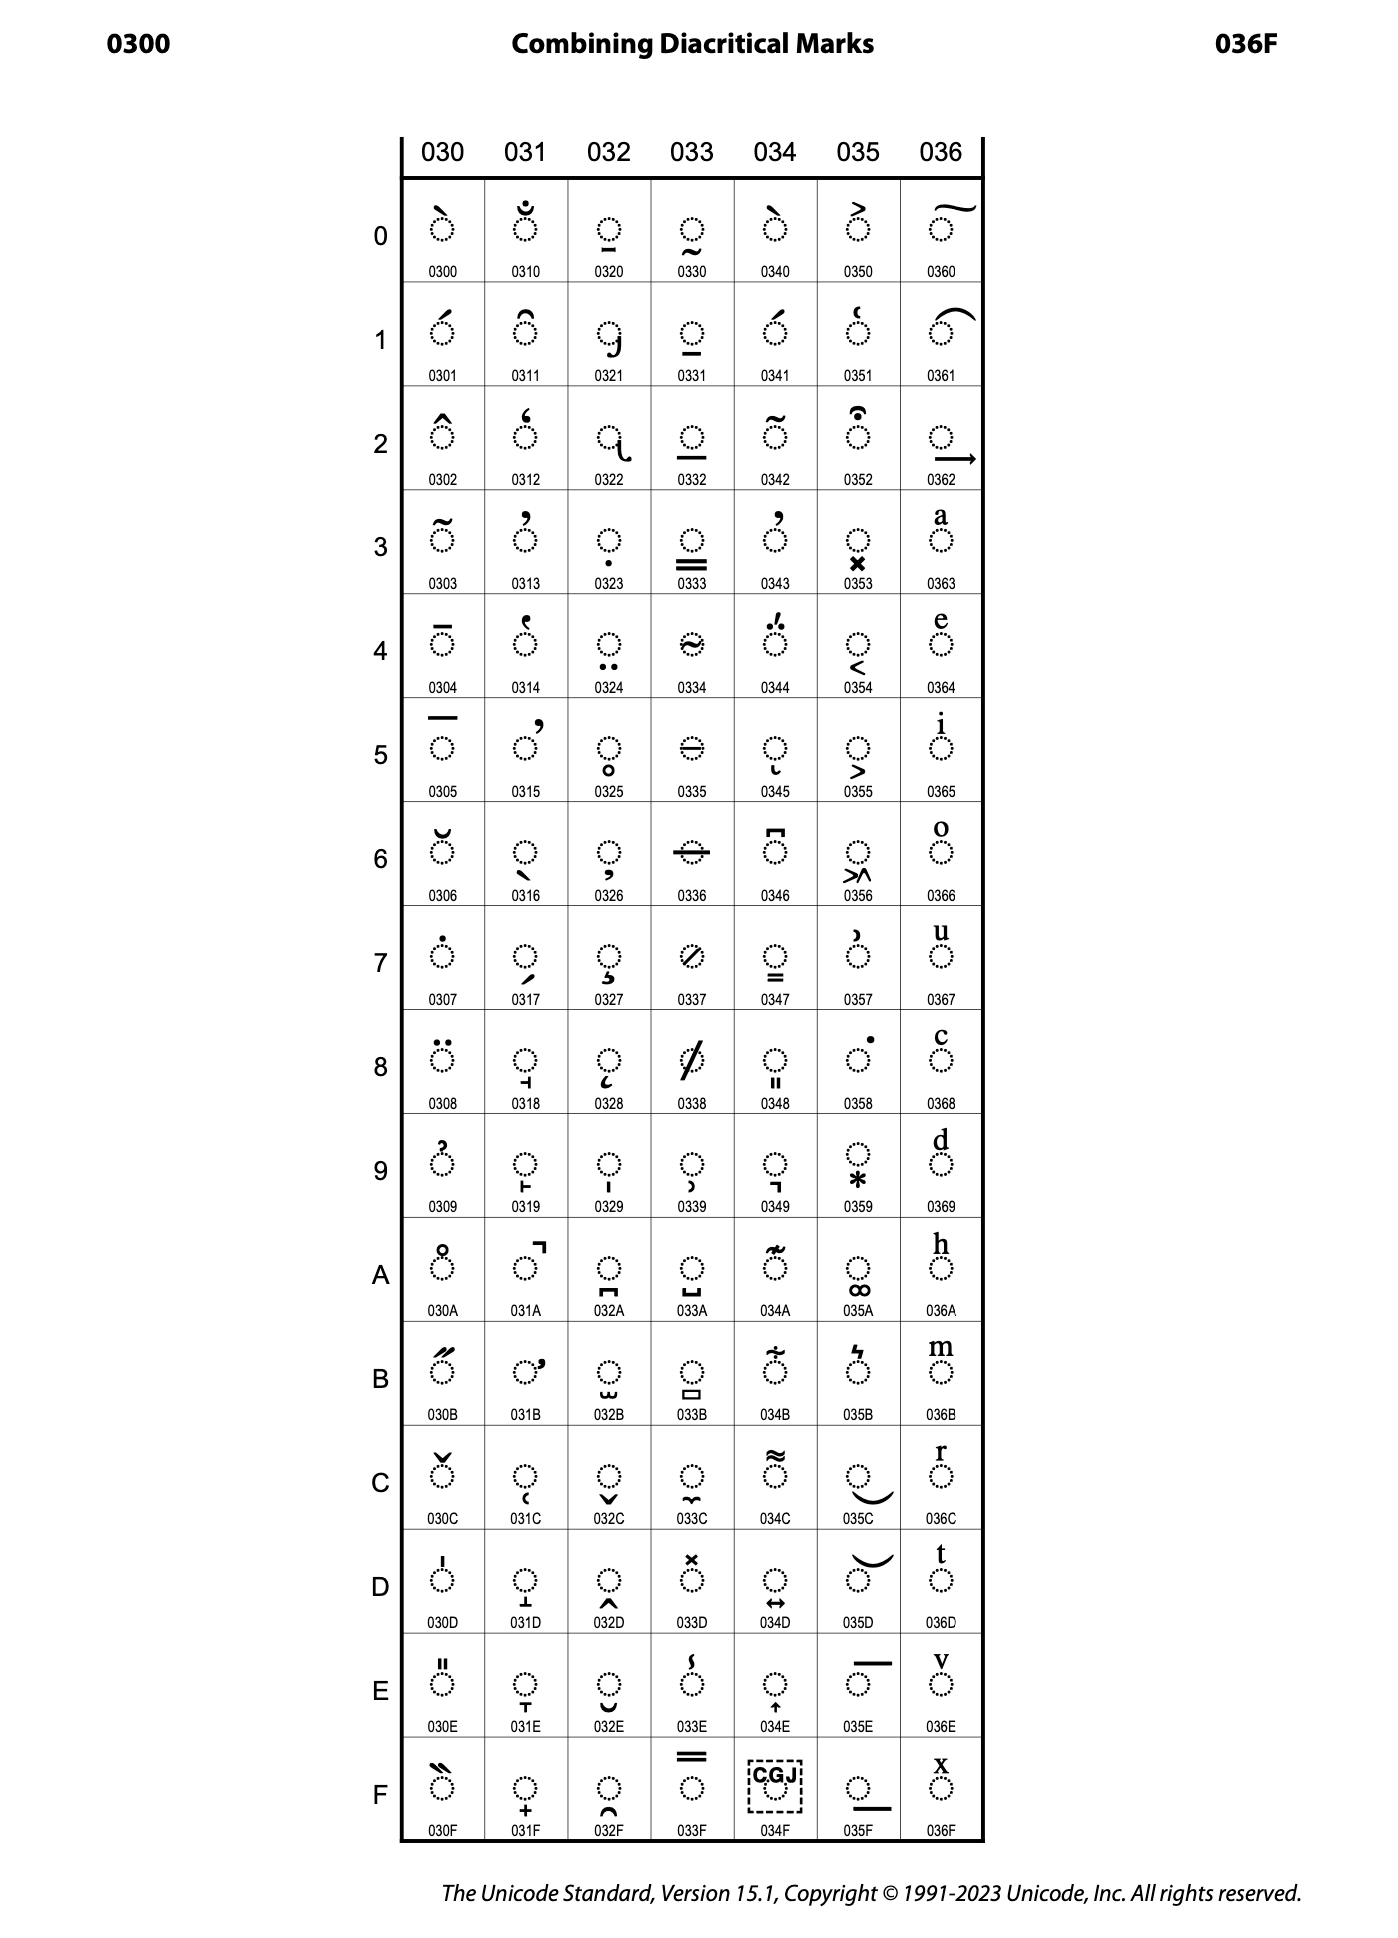 0300 Combining Diacritical Marks 036F
030 031 032 033 034 035 036
0 ◌̀ ◌̐ ◌̠ ◌̰ ◌̀ ◌͐ ◌͠
0300 0310 0320 0330 0340 0350 0360
1 ◌́ ◌̑ ◌̡ ◌̱ ◌́ ◌͑ ◌͡
0301 0311 0321 0331 0341 0351 0361
2 ◌̂ ◌̒ ◌̢ ◌̲ ◌͂ ◌͒ ◌͢
0302 0312 0322 0332 0342 0352 0362
3 ◌̃ ◌̓ ◌̣ ◌̳ ◌̓ ◌͓ ◌ͣ
0303 0313 0323 0333 0343 0353 0363
4 ◌̄ ◌̔ ◌̤ ◌̴ ◌̈́ ◌͔ ◌ͤ
0304 0314 0324 0334 0344 0354 0364
5 ◌̅ ◌̕ ◌̥ ◌̵ ◌ͅ ◌͕ ◌ͥ
0305 0315 0325 0335 0345 0355 0365
6 ◌̆ ◌̖ ◌̦ ◌̶ ◌͆ ◌͖ ◌ͦ
0306 0316 0326 0336 0346 0356 0366
7 ◌̇ ◌̗ ◌̧ ◌̷ ◌͇ ◌͗ ◌ͧ
0307 0317 0327 0337 0347 0357 0367
8 ◌̈ ◌̘ ◌̨ ◌̸ ◌͈ ◌͘ ◌ͨ
0308 0318 0328 0338 0348 0358 0368
9 ◌̉ ◌̙ ◌̩ ◌̹ ◌͉ ◌͙ ◌ͩ
0309 0319 0329 0339 0349 0359 0369
A ◌̊ ◌̚ ◌̪ ◌̺ ◌͊ ◌͚ ◌ͪ
030A 031A 032A 033A 034A 035A 036A
B ◌̋ ◌̛ ◌̫ ◌̻ ◌͋ ◌͛ ◌ͫ
030B 031B 032B 033B 034B 035B 036B
C ◌̌ ◌̜ ◌̬ ◌̼ ◌͌ ◌͜ ◌ͬ
030C 031C 032C 033C 034C 035C 036C
D ◌̍ ◌̝ ◌̭ ◌̽ ◌͍ ◌͝ ◌ͭ
030D 031D 032D 033D 034D 035D 036D
E ◌̎ ◌̞ ◌̮ ◌̾ ◌͎ ◌͞ ◌ͮ
030E 031E 032E 033E 034E 035E 036E
F ◌̏ ◌̟ ◌̯ ◌̿ CGJ ◌͟ ◌ͯ
030F 031F 032F 033F 034F 035F 036F
The Unicode Standard, Version 15.1, Copyright © 1991-2023 Unicode, Inc. All rights reserved.